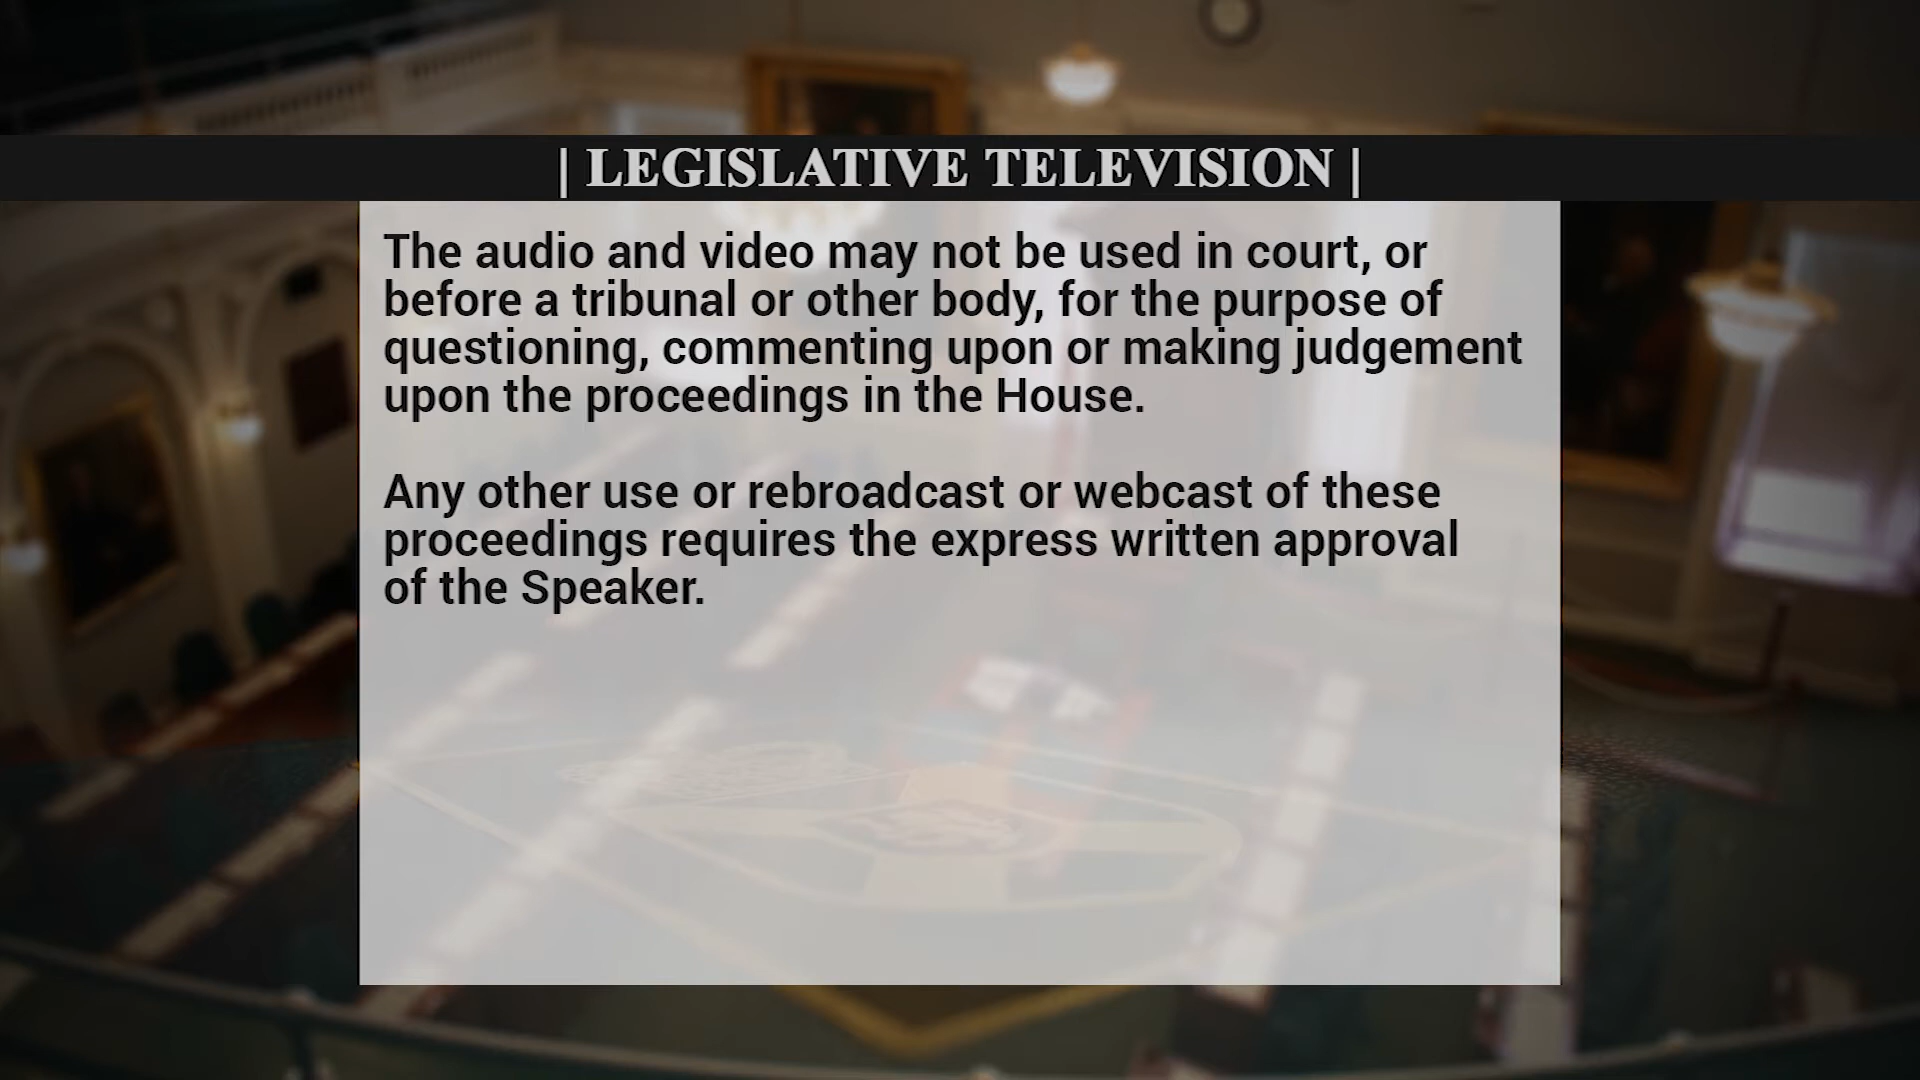 | LEGISLATIVE TELEVISION |
The audio and video may not be used in court, or
before a tribunal or other body, for the purpose of
questioning, commenting upon or making judgement
upon the proceedings in the House.
Any other use or rebroadcast or webcast of these
proceedings requires the express written approval
of the Speaker.